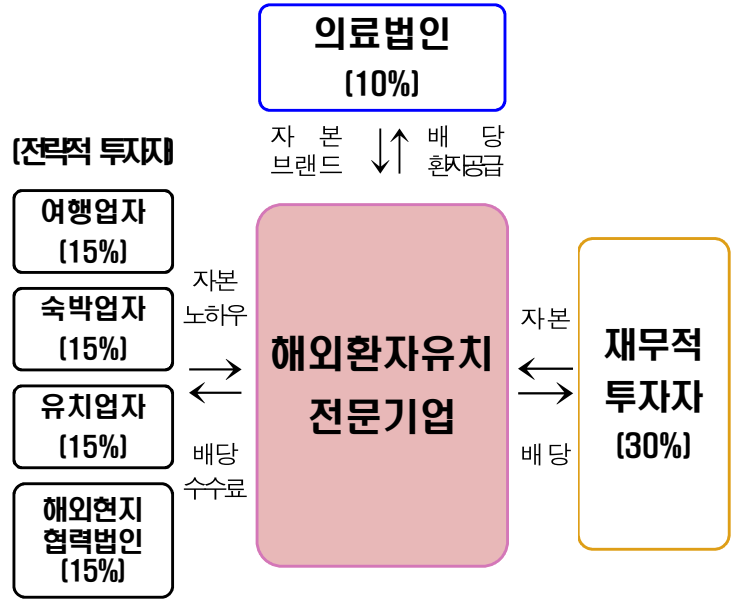 의료법인
(10%)
자 본
브랜드
배 당
환자공급
(전략적 투자자)
여행업자
(15%)
숙박업자
(15%)
유치업자
(15%)
해외현지
협력법인
(15%)
자본
노하우
배당
수수료
해외환자유치
전문기업
자본
배당
재무적
투자자
(30%)